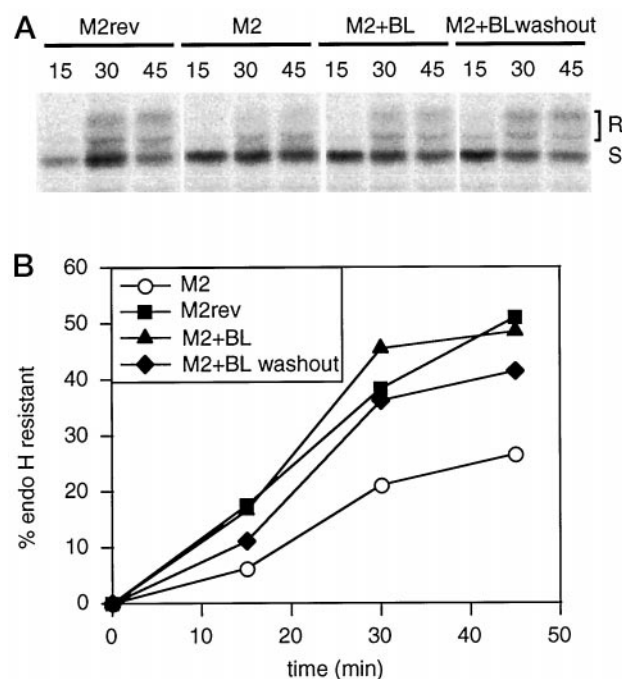 A
M2rev M2 M2+BL M2+BLwashout
15 30 45 15 30 45 15 30 45 15 30 45
R
S
B
60
50
40
30
20
10
0
% endo H resistant
M2
M2rev
M2+BL
M2+BL washout
0 10 20 30 40 50
time (min)